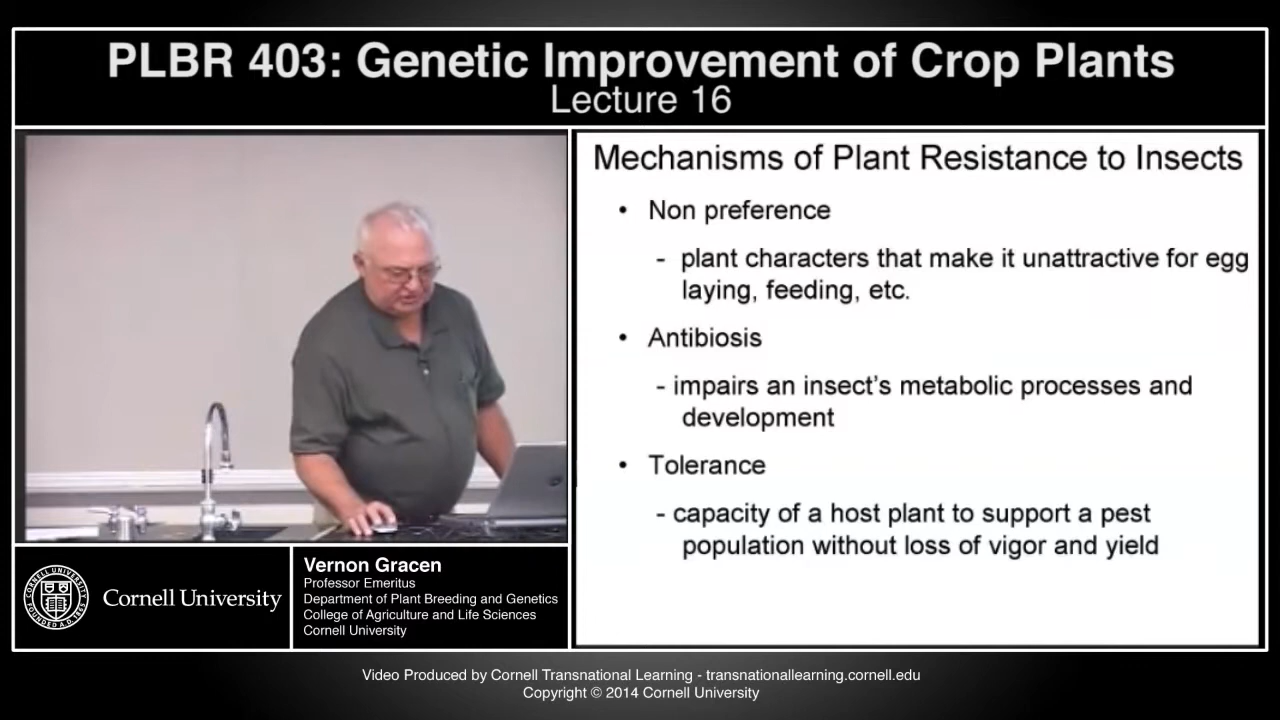 PLBR 403: Genetic Improvement of Crop Plants
Lecture 16
Mechanisms of Plant Resistance to Insects
• Non preference
- plant characters that make it unattractive for egg
laying, feeding, etc.
• Antibiosis
- impairs an insect's metabolic processes and
development
• Tolerance
- capacity of a host plant to support a pest
population without loss of vigor and yield
Cornell University
Vernon Gracen
Professor Emeritus
Department of Plant Breeding and Genetics
College of Agriculture and Life Sciences
Cornell University
Video Produced by Cornell Transnational Learning - transnationallearning.cornell.edu
Copyright © 2014 Cornell University